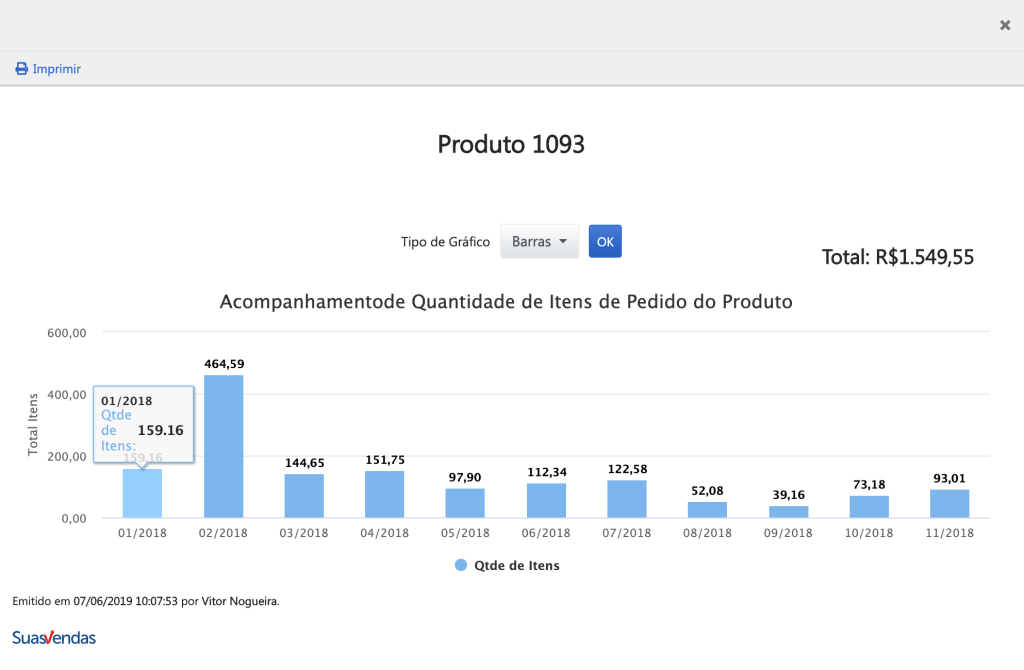 ×
Imprimir
Produto 1093
Tipo de Gráfico Barras OK
Total: R$1.549,55
Acompanhamentode Quantidade de Itens de Pedido do Produto
Total Itens
600,00
400,00
200,00
0,00
01/2018
Qtde
de 159.16
Itens:
159,16
464,59
144,65
151,75
97,90
112,34
122,58
52,08
39,16
73,18
93,01
01/2018 02/2018 03/2018 04/2018 05/2018 06/2018 07/2018 08/2018 09/2018 10/2018 11/2018
Qtde de Itens
Emitido em 07/06/2019 10:07:53 por Vitor Nogueira.
SuasVendas